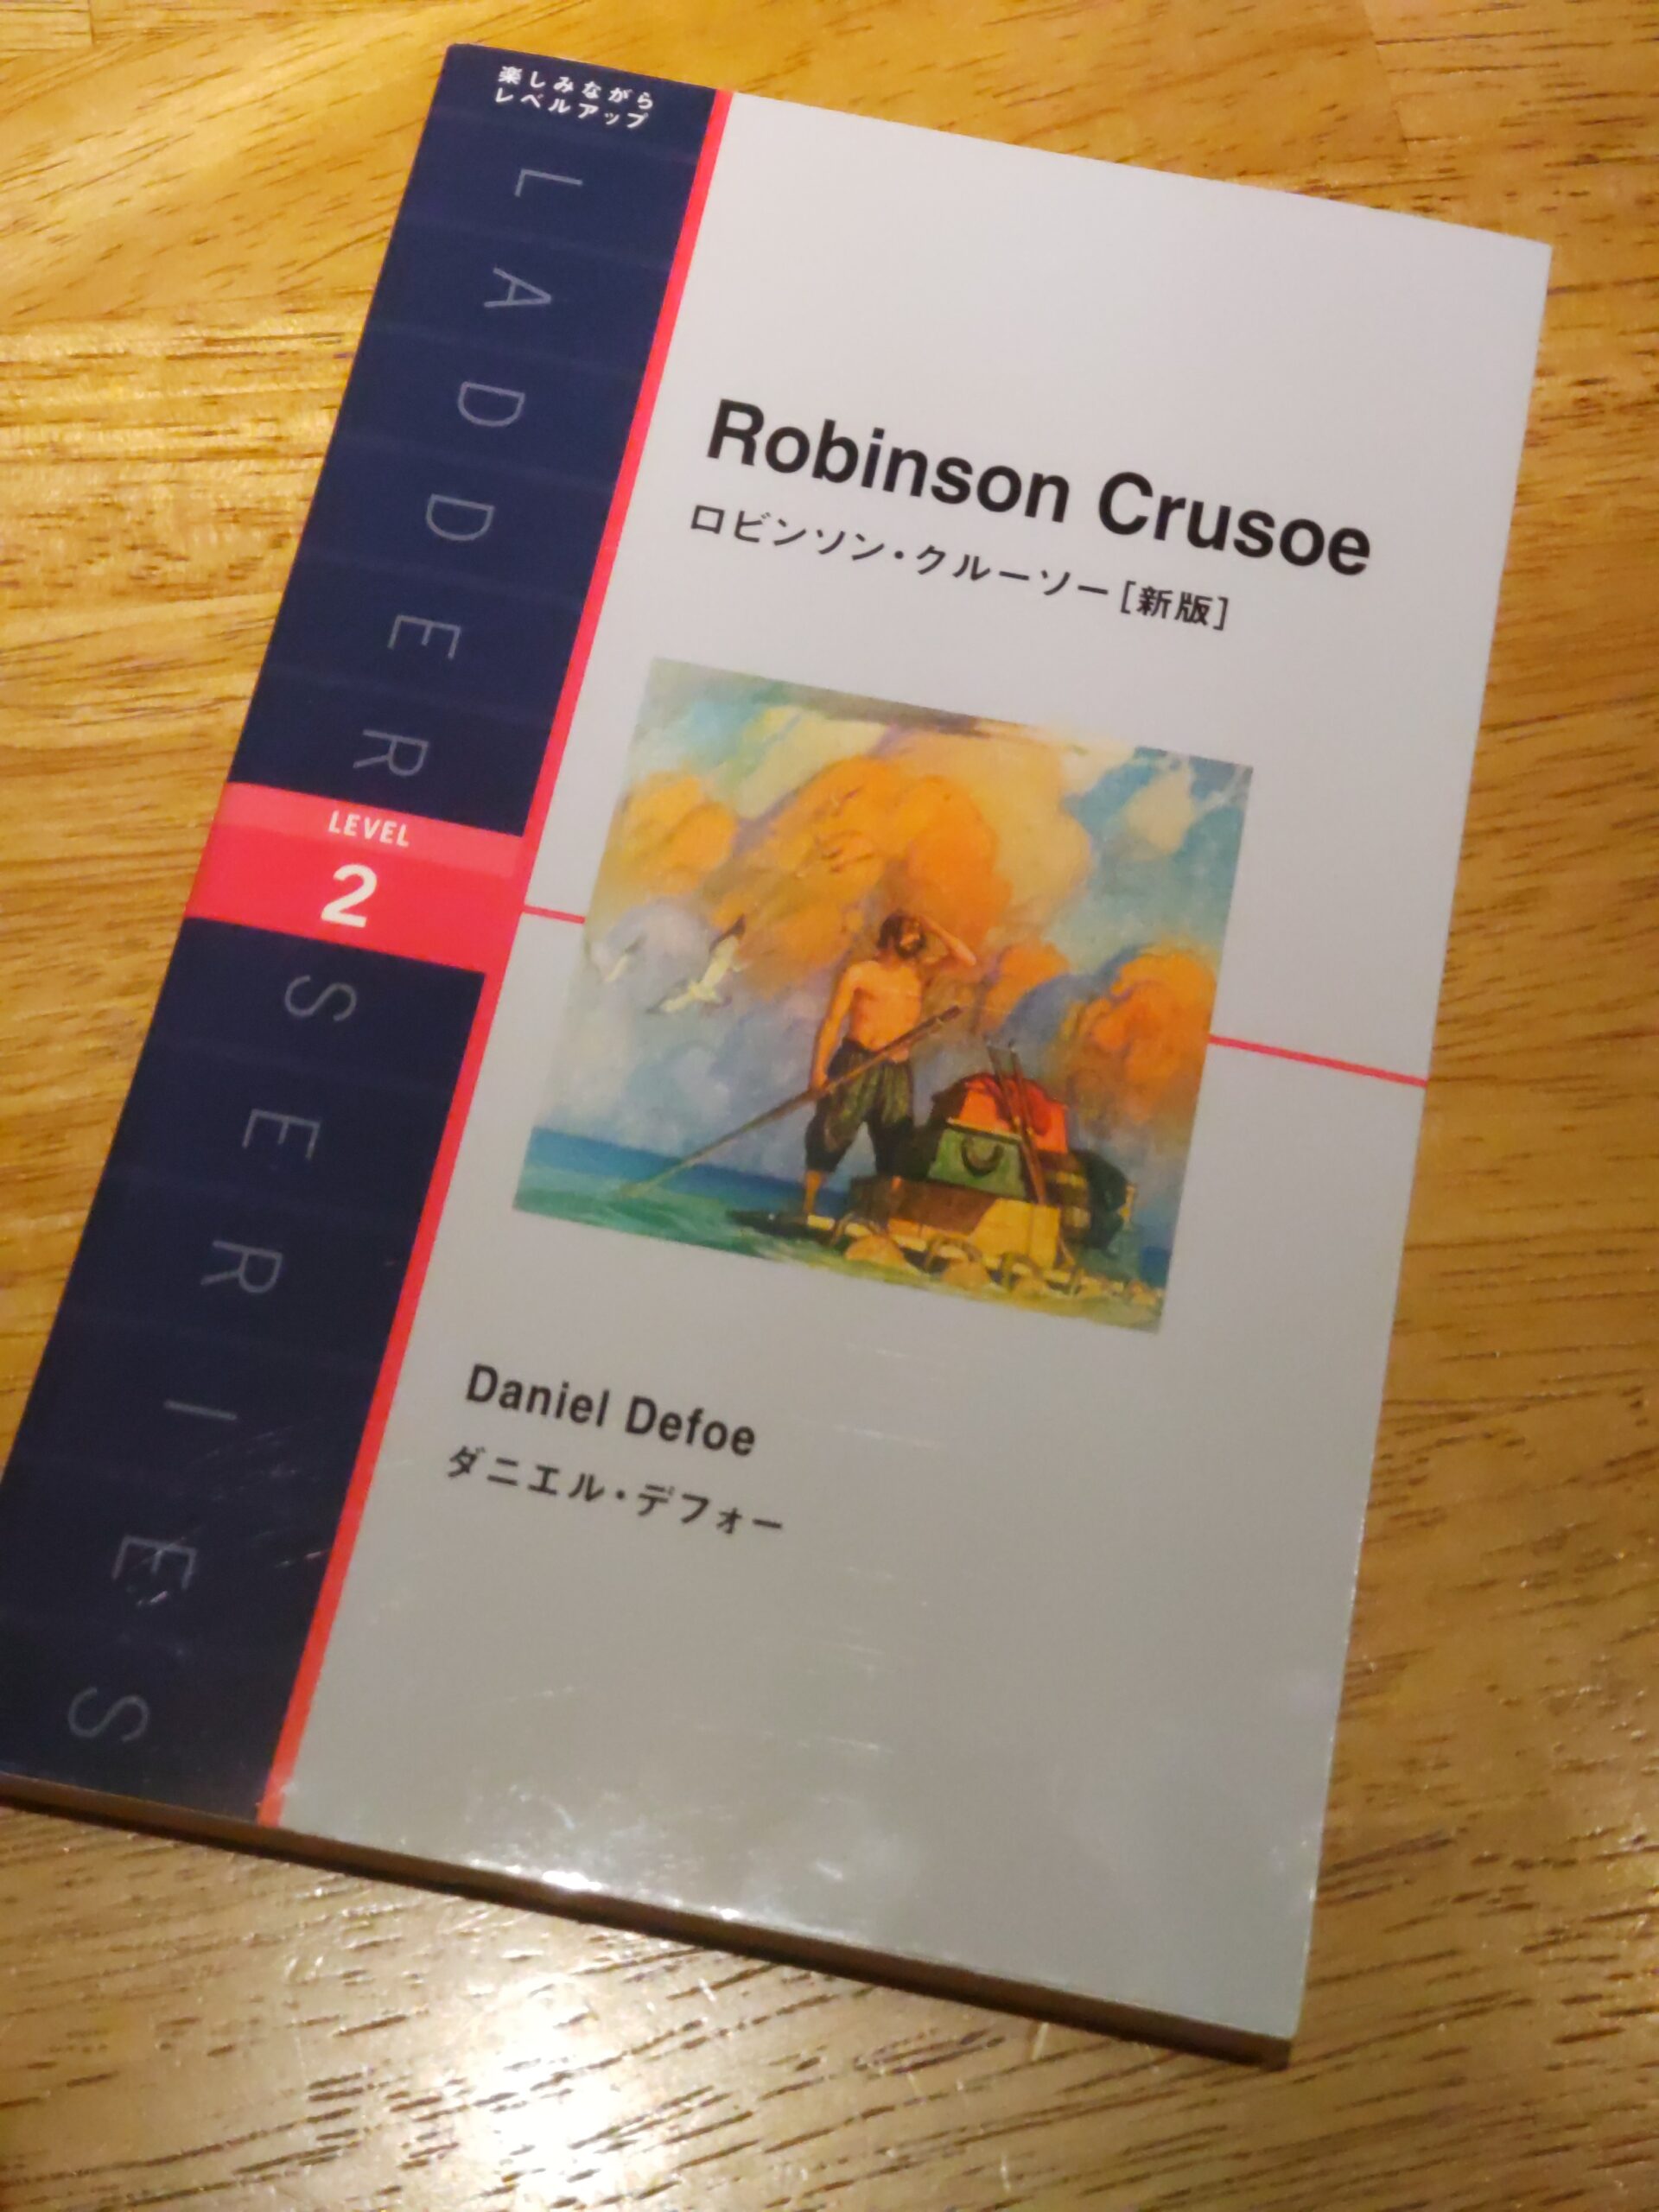 楽しみながら
レベルアップ
LADDER SERIES
LEVEL
2
Robinson Crusoe
ロビンソン・クルーソー[新版]
Daniel Defoe
ダニエル・デフォー